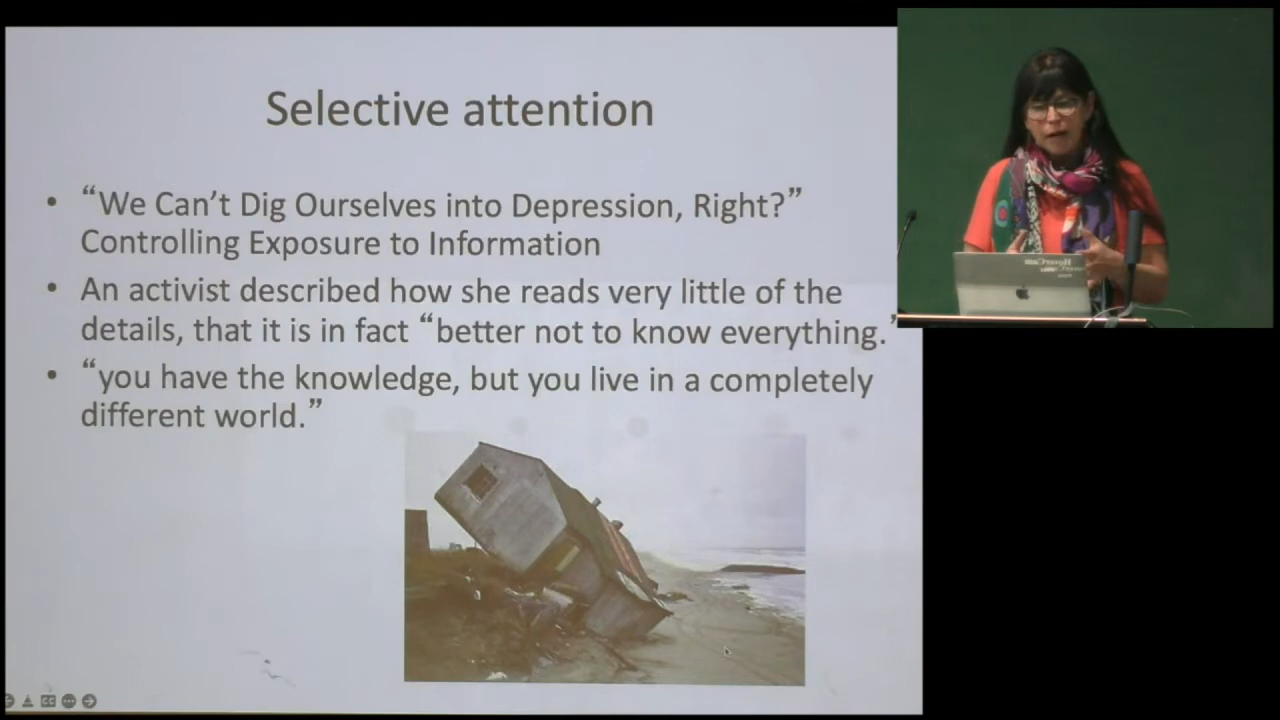 Selective attention
• “We Can’t Dig Ourselves into Depression, Right?”
Controlling Exposure to Information
• An activist described how she reads very little of the
details, that it is in fact “better not to know everything.”
• “you have the knowledge, but you live in a completely
different world.”
HoverCam